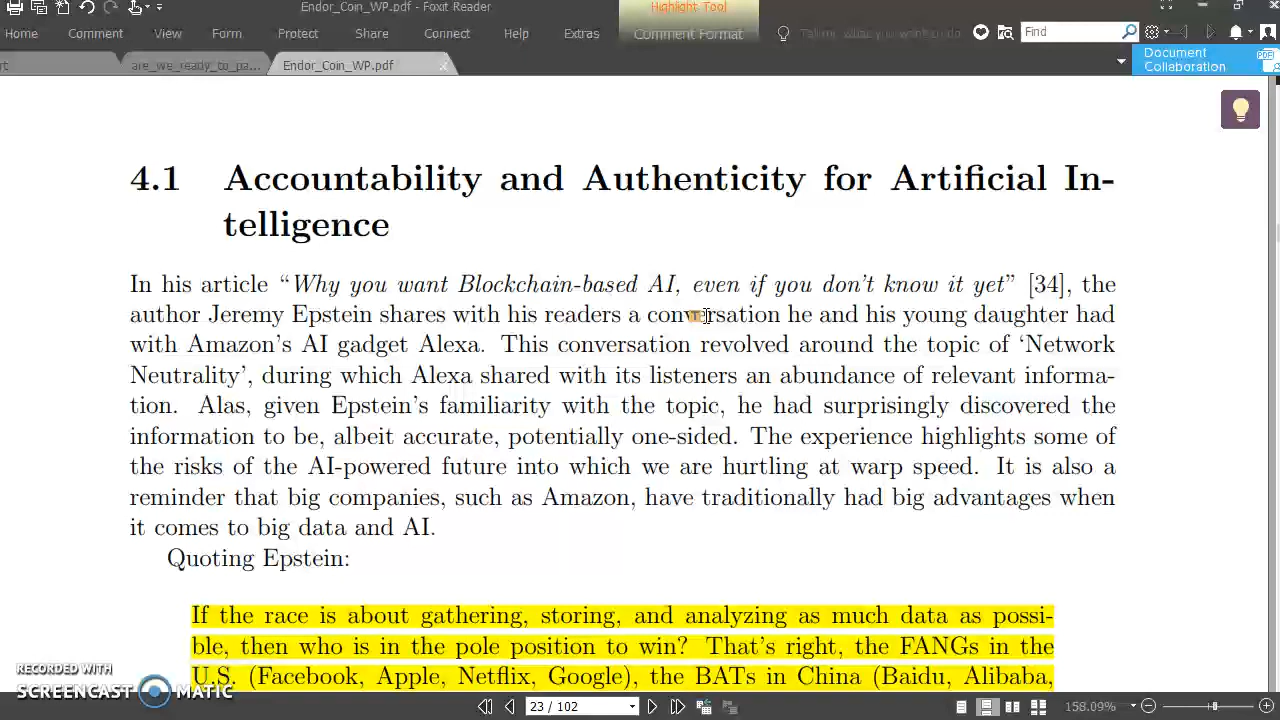 Endor_Coin_WP.pdf - Foxit Reader
Highlight Tool
Home Comment View Form Protect Share Connect Help Extras Comment Format Tell me what you want to do Find
are_we_ready_to_pa... Endor_Coin_WP.pdf
Document
Collaboration
4.1 Accountability and Authenticity for Artificial In-
telligence
In his article “Why you want Blockchain-based AI, even if you don’t know it yet” [34], the
author Jeremy Epstein shares with his readers a conversation he and his young daughter had
with Amazon’s AI gadget Alexa. This conversation revolved around the topic of ‘Network
Neutrality’, during which Alexa shared with its listeners an abundance of relevant informa-
tion. Alas, given Epstein’s familiarity with the topic, he had surprisingly discovered the
information to be, albeit accurate, potentially one-sided. The experience highlights some of
the risks of the AI-powered future into which we are hurtling at warp speed. It is also a
reminder that big companies, such as Amazon, have traditionally had big advantages when
it comes to big data and AI.
Quoting Epstein:
If the race is about gathering, storing, and analyzing as much data as possi-
ble, then who is in the pole position to win? That’s right, the FANGs in the
U.S. (Facebook, Apple, Netflix, Google), the BATs in China (Baidu, Alibaba,
RECORDED WITH
SCREENCAST MATIC
23 / 102
158.09%